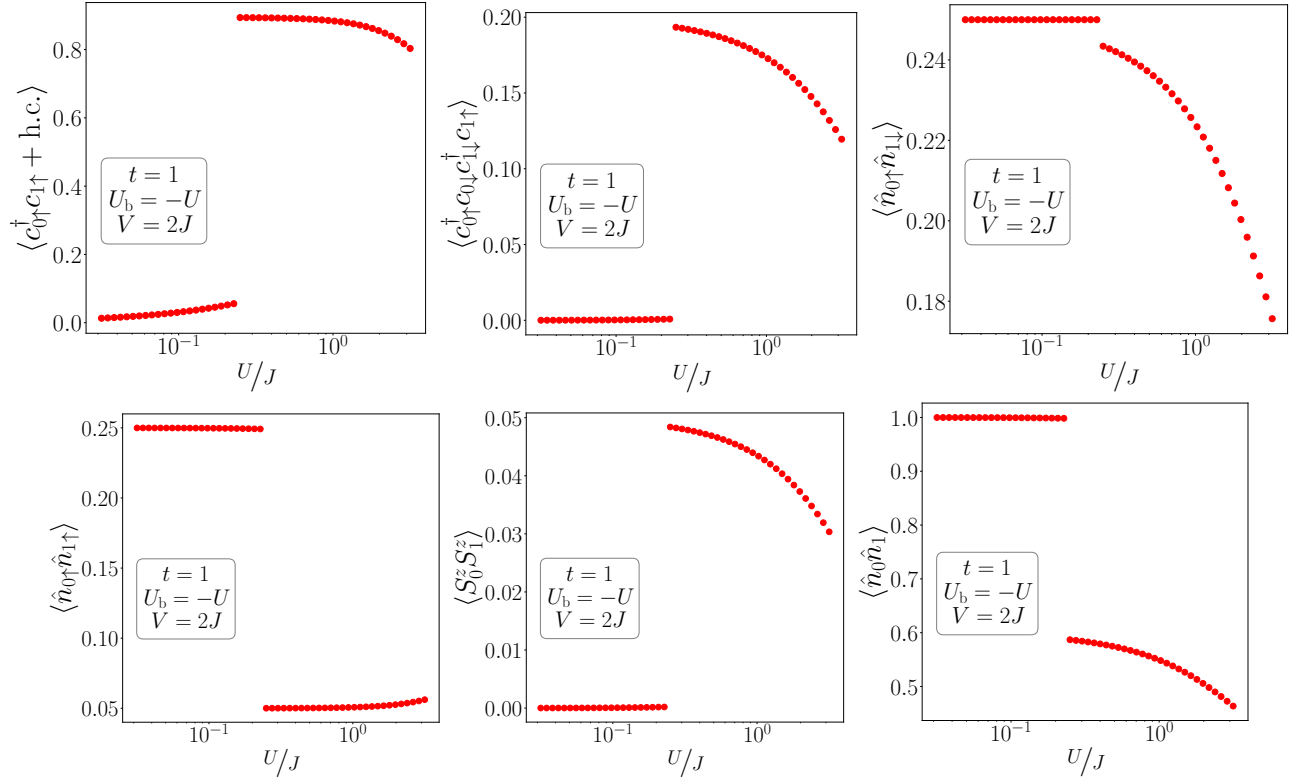 ⟨c†0↑c1↑ + h.c.⟩
0.8
0.6
0.4
0.2
0.0
t = 1
Ub = −U
V = 2J
10⁻¹
10⁰
U/J
⟨c†0↑c0↓c†1↓c1↑⟩
0.20
0.15
0.10
0.05
0.00
t = 1
Ub = −U
V = 2J
10⁻¹
10⁰
U/J
⟨n̂0↑n̂1↓⟩
0.24
0.22
0.20
0.18
t = 1
Ub = −U
V = 2J
10⁻¹
10⁰
U/J
⟨n̂0↑n̂1↑⟩
0.25
0.20
0.15
0.10
0.05
t = 1
Ub = −U
V = 2J
10⁻¹
10⁰
U/J
⟨Sz0Sz1⟩
0.05
0.04
0.03
0.02
0.01
0.00
t = 1
Ub = −U
V = 2J
10⁻¹
10⁰
U/J
⟨n̂0n̂1⟩
1.0
0.9
0.8
0.7
0.6
0.5
t = 1
Ub = −U
V = 2J
10⁻¹
10⁰
U/J